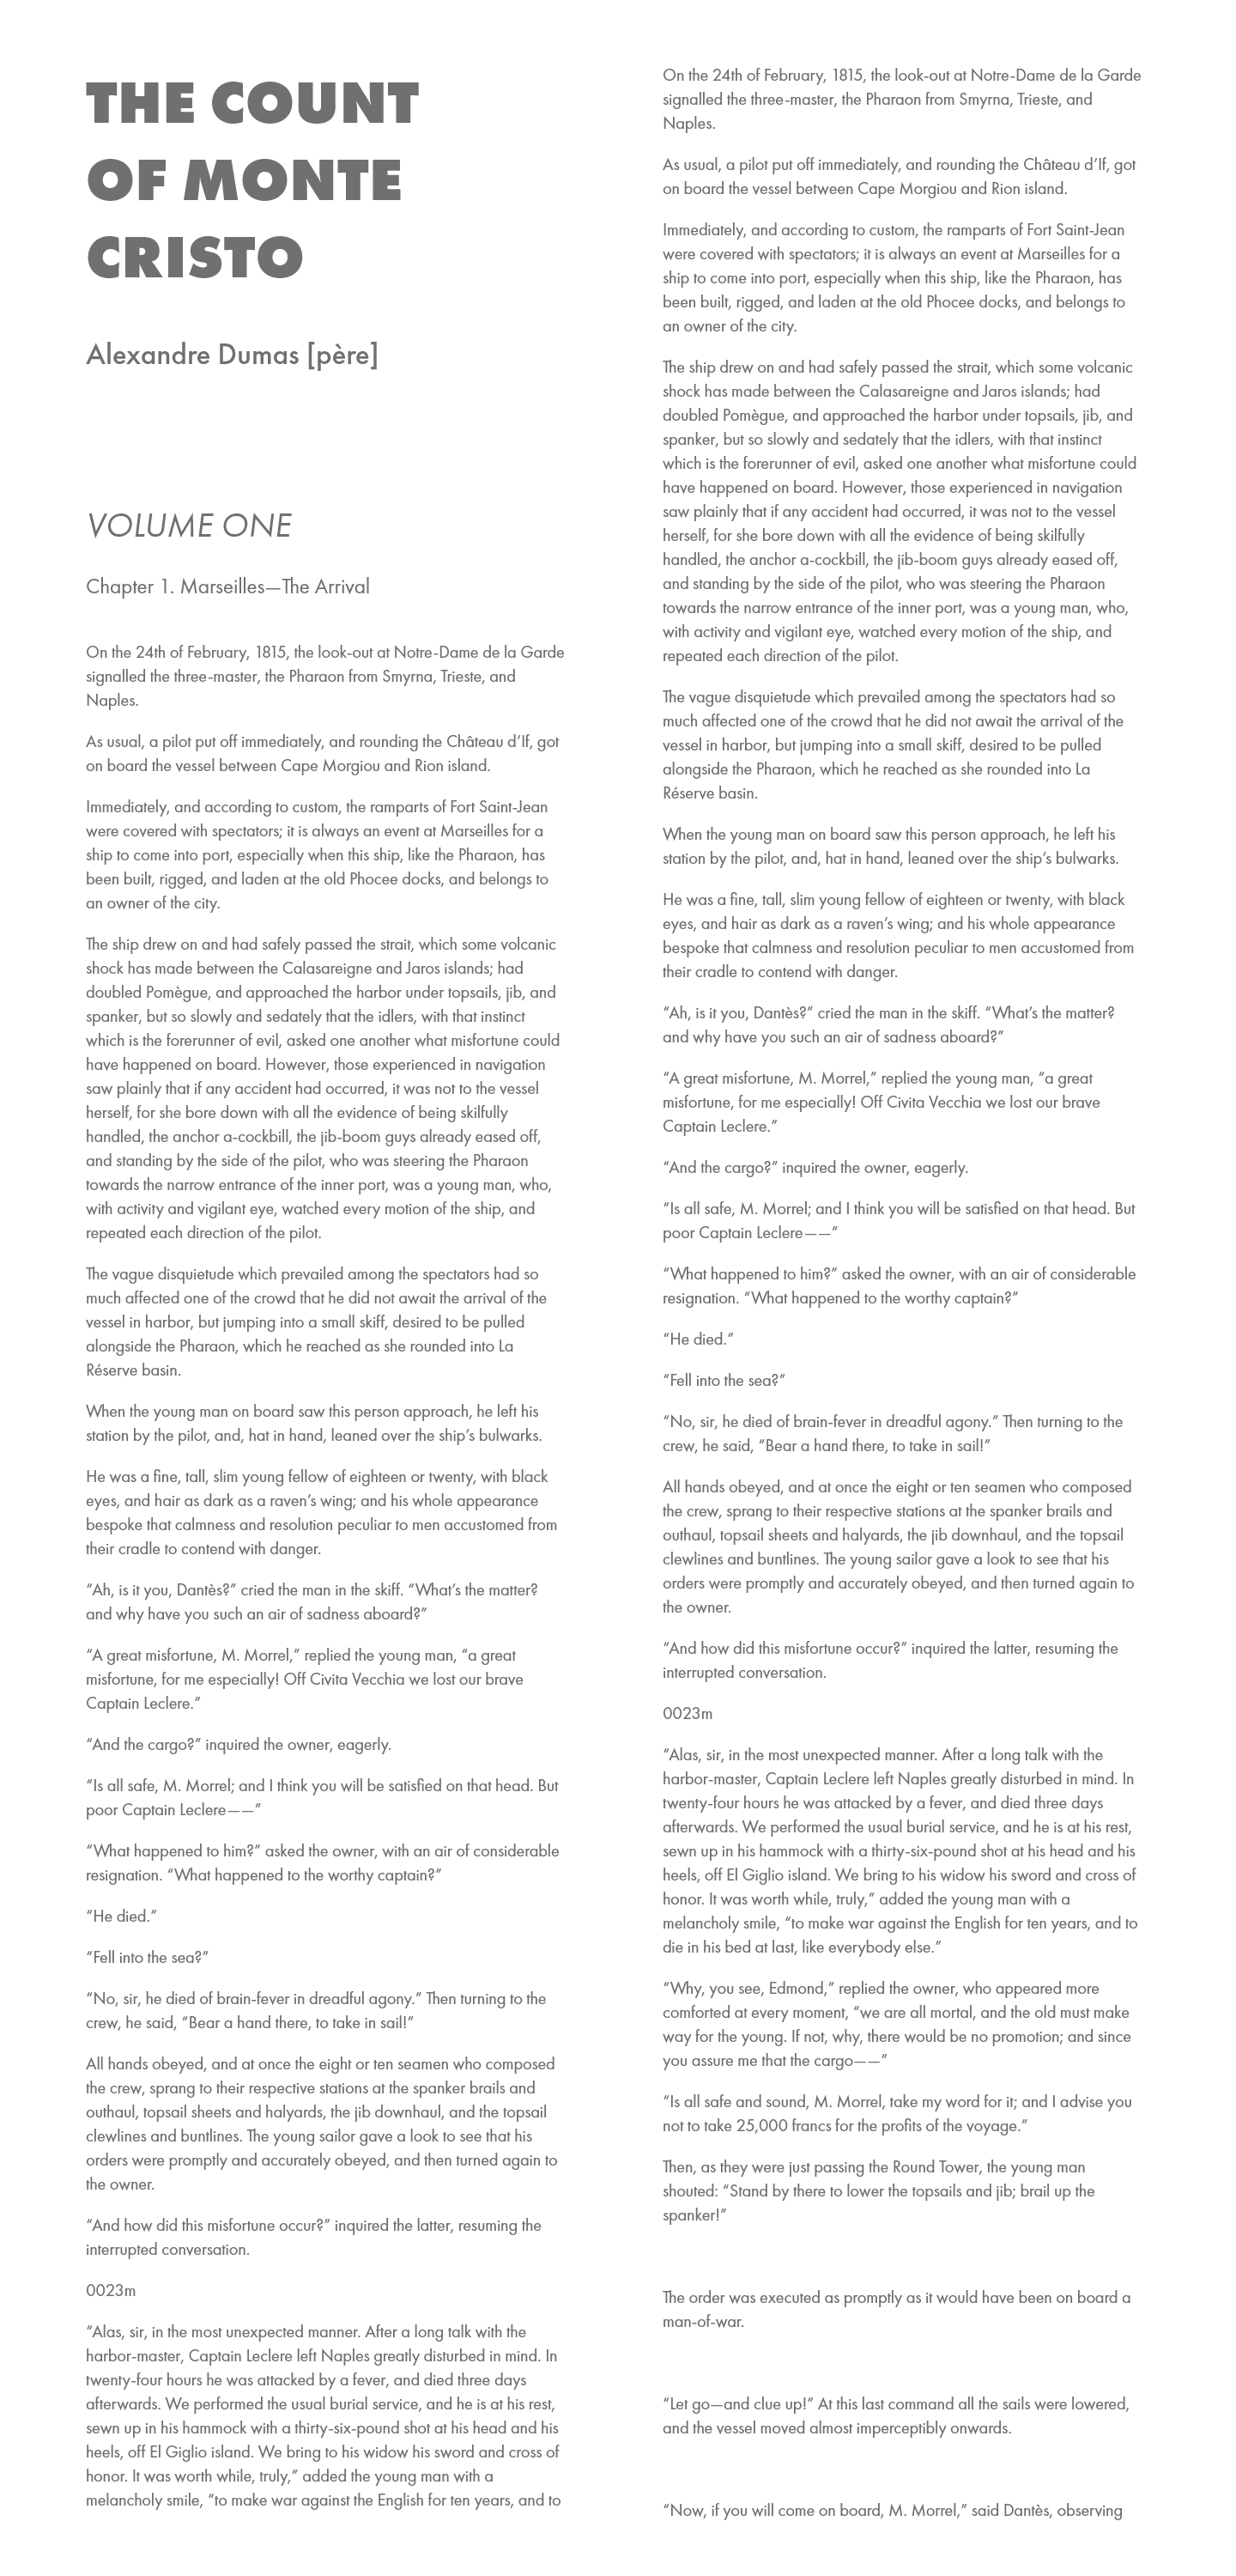 THE COUNT
OF MONTE
CRISTO
Alexandre Dumas [père]
VOLUME ONE
Chapter 1. Marseilles—The Arrival
On the 24th of February, 1815, the look-out at Notre-Dame de la Garde
signalled the three-master, the Pharaon from Smyrna, Trieste, and
Naples.
As usual, a pilot put off immediately, and rounding the Château d’If, got
on board the vessel between Cape Morgiou and Rion island.
Immediately, and according to custom, the ramparts of Fort Saint-Jean
were covered with spectators; it is always an event at Marseilles for a
ship to come into port, especially when this ship, like the Pharaon, has
been built, rigged, and laden at the old Phocee docks, and belongs to
an owner of the city.
The ship drew on and had safely passed the strait, which some volcanic
shock has made between the Calasareigne and Jaros islands; had
doubled Pomègue, and approached the harbor under topsails, jib, and
spanker, but so slowly and sedately that the idlers, with that instinct
which is the forerunner of evil, asked one another what misfortune could
have happened on board. However, those experienced in navigation
saw plainly that if any accident had occurred, it was not to the vessel
herself, for she bore down with all the evidence of being skilfully
handled, the anchor a-cockbill, the jib-boom guys already eased off,
and standing by the side of the pilot, who was steering the Pharaon
towards the narrow entrance of the inner port, was a young man, who,
with activity and vigilant eye, watched every motion of the ship, and
repeated each direction of the pilot.
The vague disquietude which prevailed among the spectators had so
much affected one of the crowd that he did not await the arrival of the
vessel in harbor, but jumping into a small skiff, desired to be pulled
alongside the Pharaon, which he reached as she rounded into La
Réserve basin.
When the young man on board saw this person approach, he left his
station by the pilot, and, hat in hand, leaned over the ship’s bulwarks.
He was a fine, tall, slim young fellow of eighteen or twenty, with black
eyes, and hair as dark as a raven’s wing; and his whole appearance
bespoke that calmness and resolution peculiar to men accustomed from
their cradle to contend with danger.
“Ah, is it you, Dantès?” cried the man in the skiff. “What’s the matter?
and why have you such an air of sadness aboard?”
“A great misfortune, M. Morrel,” replied the young man, “a great
misfortune, for me especially! Off Civita Vecchia we lost our brave
Captain Leclere.”
“And the cargo?” inquired the owner, eagerly.
“Is all safe, M. Morrel; and I think you will be satisfied on that head. But
poor Captain Leclere——”
“What happened to him?” asked the owner, with an air of considerable
resignation. “What happened to the worthy captain?”
“He died.”
“Fell into the sea?”
“No, sir, he died of brain-fever in dreadful agony.” Then turning to the
crew, he said, “Bear a hand there, to take in sail!”
All hands obeyed, and at once the eight or ten seamen who composed
the crew, sprang to their respective stations at the spanker brails and
outhaul, topsail sheets and halyards, the jib downhaul, and the topsail
clewlines and buntlines. The young sailor gave a look to see that his
orders were promptly and accurately obeyed, and then turned again to
the owner.
“And how did this misfortune occur?” inquired the latter, resuming the
interrupted conversation.
0023m
“Alas, sir, in the most unexpected manner. After a long talk with the
harbor-master, Captain Leclere left Naples greatly disturbed in mind. In
twenty-four hours he was attacked by a fever, and died three days
afterwards. We performed the usual burial service, and he is at his rest,
sewn up in his hammock with a thirty-six-pound shot at his head and his
heels, off El Giglio island. We bring to his widow his sword and cross of
honor. It was worth while, truly,” added the young man with a
melancholy smile, “to make war against the English for ten years, and to
On the 24th of February, 1815, the look-out at Notre-Dame de la Garde
signalled the three-master, the Pharaon from Smyrna, Trieste, and
Naples.
As usual, a pilot put off immediately, and rounding the Château d’If, got
on board the vessel between Cape Morgiou and Rion island.
Immediately, and according to custom, the ramparts of Fort Saint-Jean
were covered with spectators; it is always an event at Marseilles for a
ship to come into port, especially when this ship, like the Pharaon, has
been built, rigged, and laden at the old Phocee docks, and belongs to
an owner of the city.
The ship drew on and had safely passed the strait, which some volcanic
shock has made between the Calasareigne and Jaros islands; had
doubled Pomègue, and approached the harbor under topsails, jib, and
spanker, but so slowly and sedately that the idlers, with that instinct
which is the forerunner of evil, asked one another what misfortune could
have happened on board. However, those experienced in navigation
saw plainly that if any accident had occurred, it was not to the vessel
herself, for she bore down with all the evidence of being skilfully
handled, the anchor a-cockbill, the jib-boom guys already eased off,
and standing by the side of the pilot, who was steering the Pharaon
towards the narrow entrance of the inner port, was a young man, who,
with activity and vigilant eye, watched every motion of the ship, and
repeated each direction of the pilot.
The vague disquietude which prevailed among the spectators had so
much affected one of the crowd that he did not await the arrival of the
vessel in harbor, but jumping into a small skiff, desired to be pulled
alongside the Pharaon, which he reached as she rounded into La
Réserve basin.
When the young man on board saw this person approach, he left his
station by the pilot, and, hat in hand, leaned over the ship’s bulwarks.
He was a fine, tall, slim young fellow of eighteen or twenty, with black
eyes, and hair as dark as a raven’s wing; and his whole appearance
bespoke that calmness and resolution peculiar to men accustomed from
their cradle to contend with danger.
“Ah, is it you, Dantès?” cried the man in the skiff. “What’s the matter?
and why have you such an air of sadness aboard?”
“A great misfortune, M. Morrel,” replied the young man, “a great
misfortune, for me especially! Off Civita Vecchia we lost our brave
Captain Leclere.”
“And the cargo?” inquired the owner, eagerly.
“Is all safe, M. Morrel; and I think you will be satisfied on that head. But
poor Captain Leclere——”
“What happened to him?” asked the owner, with an air of considerable
resignation. “What happened to the worthy captain?”
“He died.”
“Fell into the sea?”
“No, sir, he died of brain-fever in dreadful agony.” Then turning to the
crew, he said, “Bear a hand there, to take in sail!”
All hands obeyed, and at once the eight or ten seamen who composed
the crew, sprang to their respective stations at the spanker brails and
outhaul, topsail sheets and halyards, the jib downhaul, and the topsail
clewlines and buntlines. The young sailor gave a look to see that his
orders were promptly and accurately obeyed, and then turned again to
the owner.
“And how did this misfortune occur?” inquired the latter, resuming the
interrupted conversation.
0023m
“Alas, sir, in the most unexpected manner. After a long talk with the
harbor-master, Captain Leclere left Naples greatly disturbed in mind. In
twenty-four hours he was attacked by a fever, and died three days
afterwards. We performed the usual burial service, and he is at his rest,
sewn up in his hammock with a thirty-six-pound shot at his head and his
heels, off El Giglio island. We bring to his widow his sword and cross of
honor. It was worth while, truly,” added the young man with a
melancholy smile, “to make war against the English for ten years, and to
die in his bed at last, like everybody else.”
“Why, you see, Edmond,” replied the owner, who appeared more
comforted at every moment, “we are all mortal, and the old must make
way for the young. If not, why, there would be no promotion; and since
you assure me that the cargo——”
“Is all safe and sound, M. Morrel, take my word for it; and I advise you
not to take 25,000 francs for the profits of the voyage.”
Then, as they were just passing the Round Tower, the young man
shouted: “Stand by there to lower the topsails and jib; brail up the
spanker!”
The order was executed as promptly as it would have been on board a
man-of-war.
“Let go—and clue up!” At this last command all the sails were lowered,
and the vessel moved almost imperceptibly onwards.
“Now, if you will come on board, M. Morrel,” said Dantès, observing